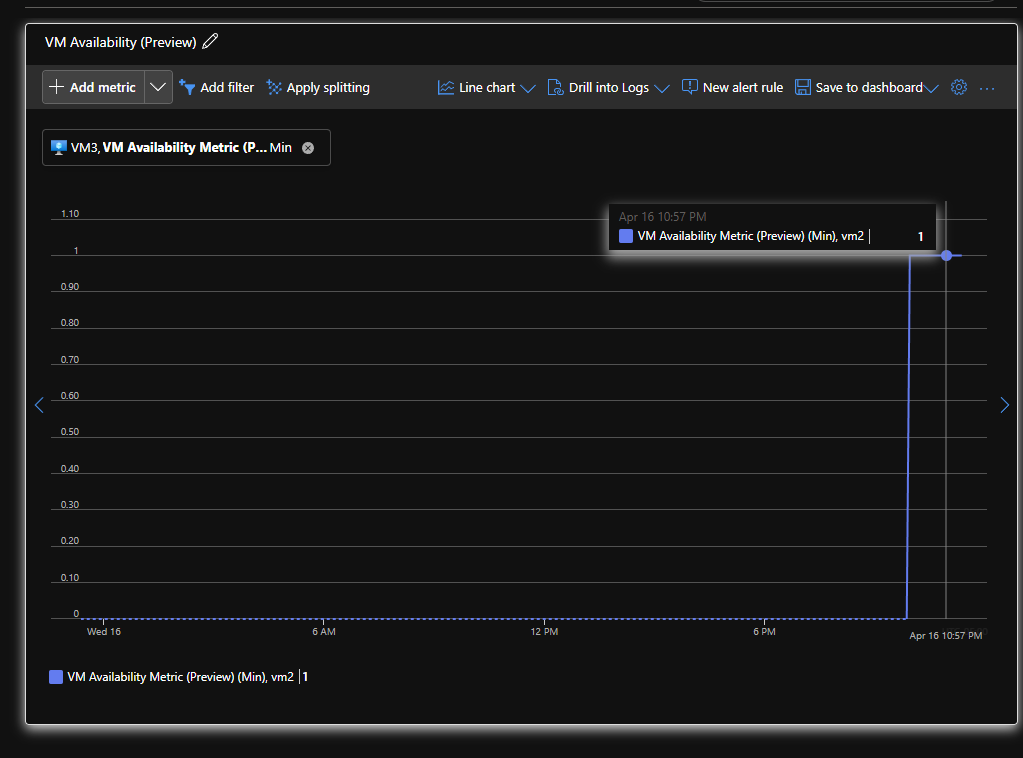 VM Availability (Preview)
Add metric
Add filter
Apply splitting
Line chart
Drill into Logs
New alert rule
Save to dashboard
...
VM3, VM Availability Metric (P... Min
1.10
1
0.90
0.80
0.70
0.60
0.50
0.40
0.30
0.20
0.10
0
Apr 16 10:57 PM
VM Availability Metric (Preview) (Min), vm2 | 1
Wed 16
6 AM
12 PM
6 PM
Apr 16 10:57 PM
VM Availability Metric (Preview) (Min), vm2 | 1